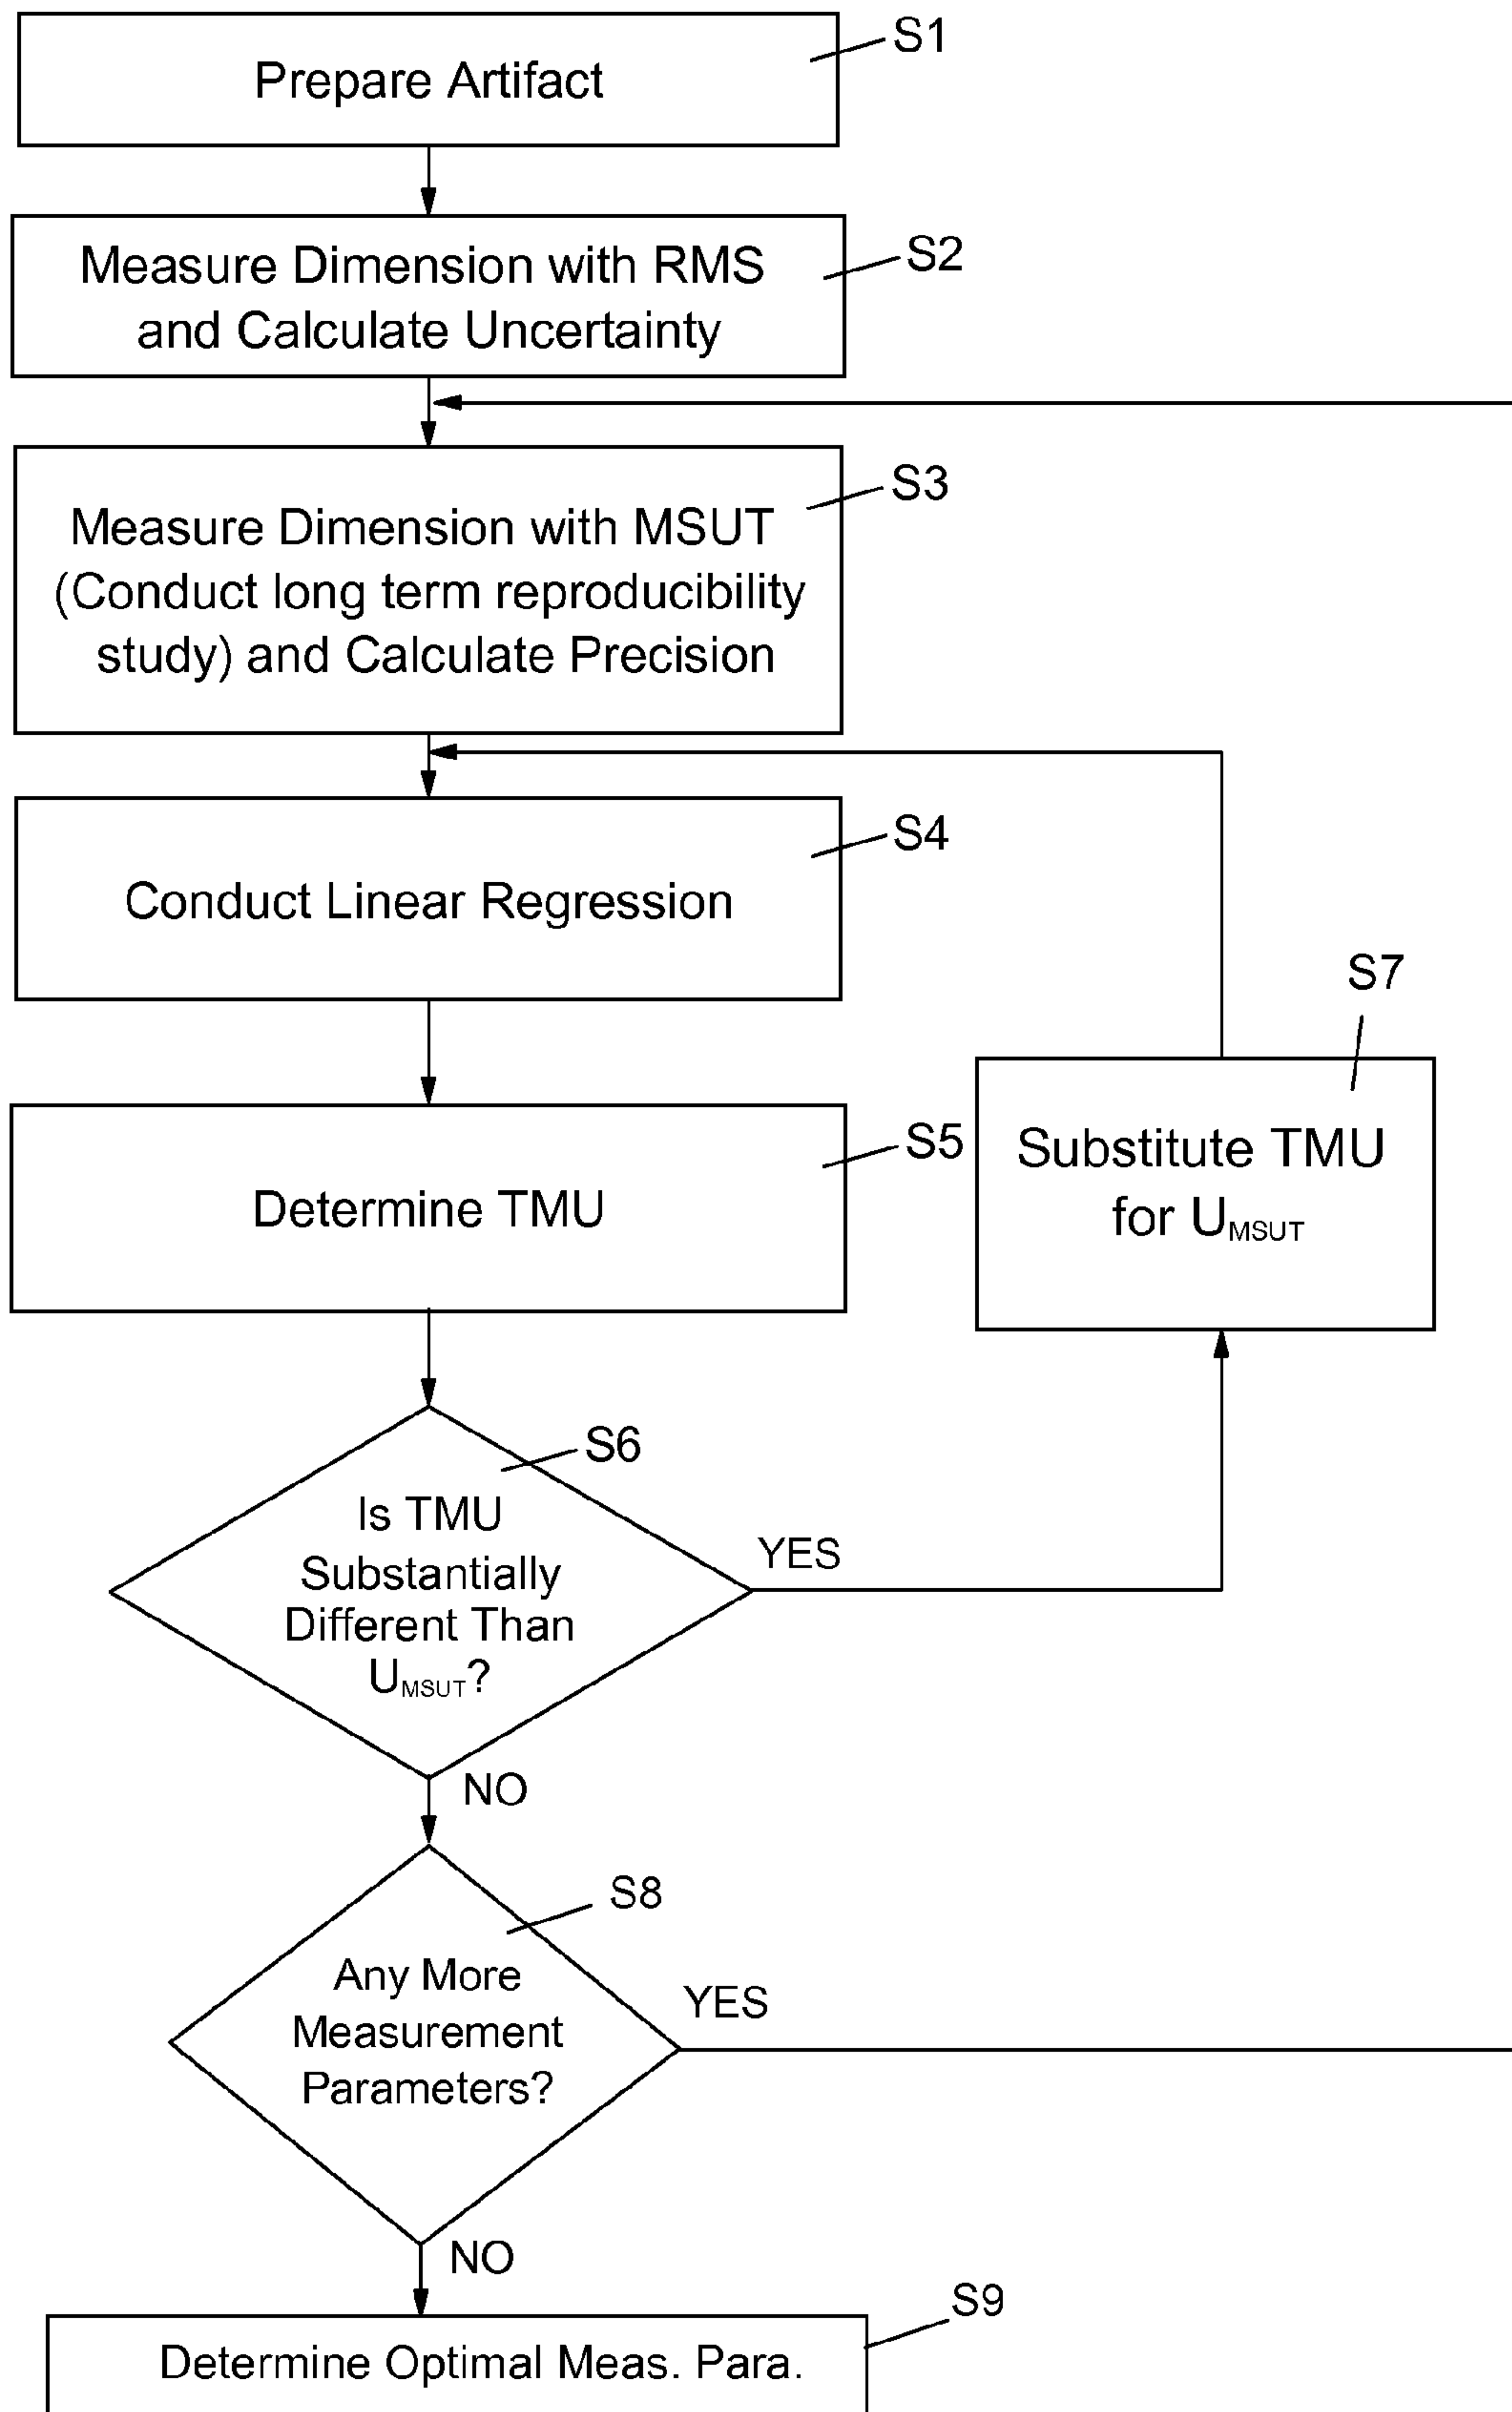 S1
Prepare Artifact
S2
Measure Dimension with RMS
and Calculate Uncertainty
S3
Measure Dimension with MSUT
(Conduct long term reproducibility
study) and Calculate Precision
S4
Conduct Linear Regression
S7
Substitute TMU
for UMSUT
S5
Determine TMU
S6
Is TMU
Substantially
Different Than
UMSUT?
YES
NO
S8
Any More
Measurement
Parameters?
YES
NO
S9
Determine Optimal Meas. Para.